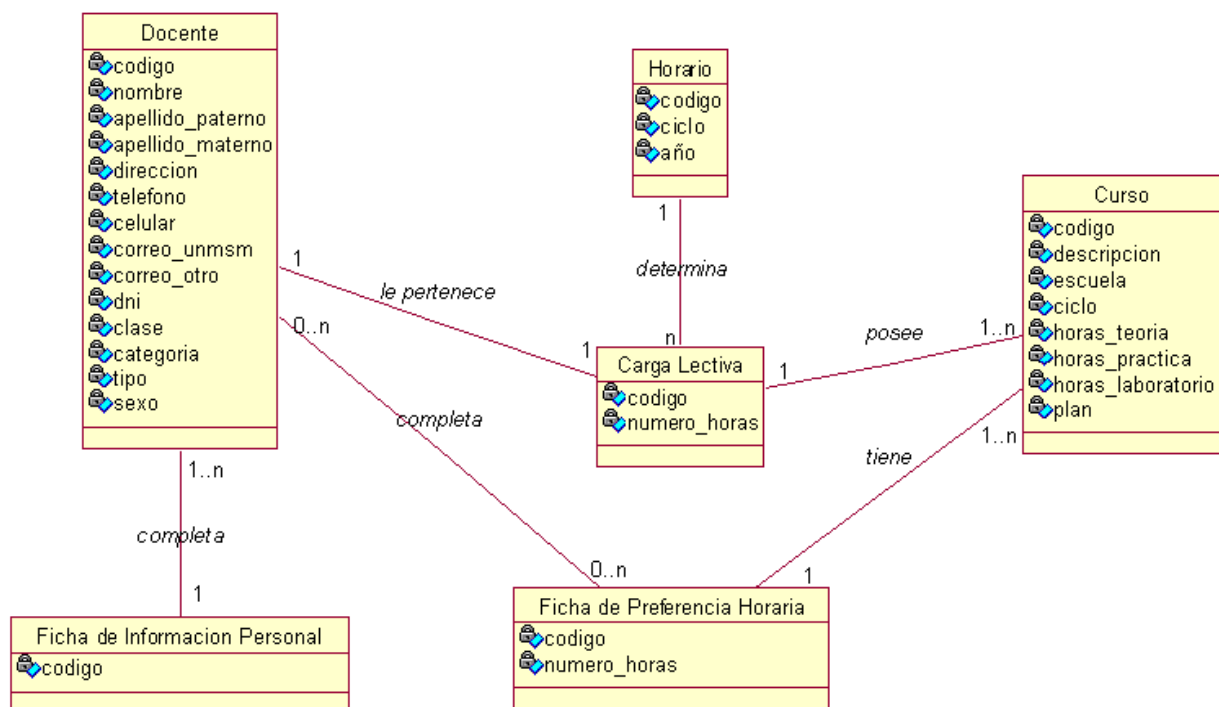 Docente
codigo
nombre
apellido_paterno
apellido_materno
direccion
telefono
celular
correo_unmsm
correo_otro
dni
clase
categoria
tipo
sexo
Horario
codigo
ciclo
año
Curso
codigo
descripcion
escuela
ciclo
horas_teoria
horas_practica
horas_laboratorio
plan
1
determina
n
1
le pertenece
1
Carga Lectiva
codigo
numero_horas
1
posee
1..n
0..n
completa
0..n
1..n
tiene
1
1..n
completa
1
Ficha de Informacion Personal
codigo
Ficha de Preferencia Horaria
codigo
numero_horas